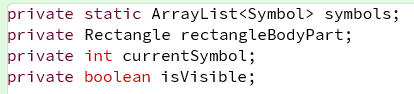 private static ArrayList<Symbol> symbols;
private Rectangle rectangleBodyPart;
private int currentSymbol;
private boolean isVisible;